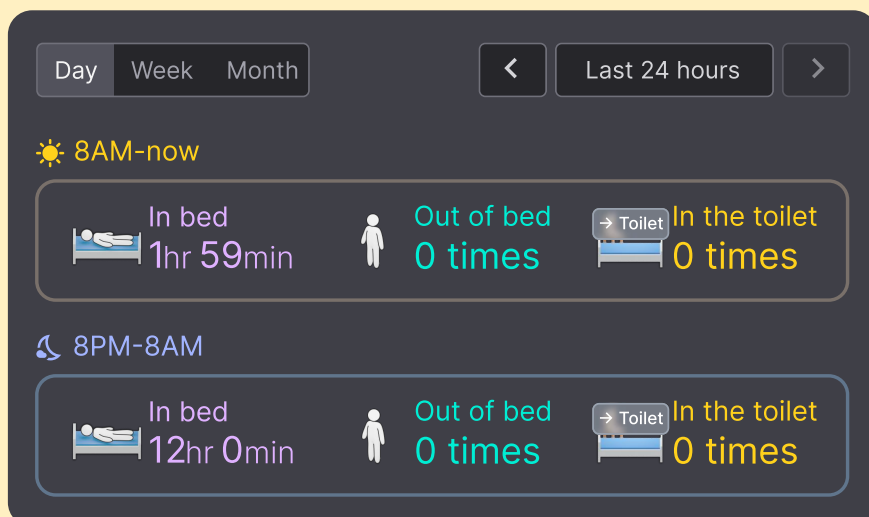 Day Week Month Last 24 hours
8AM-now
In bed Out of bed → Toilet In the toilet
1hr 59min 0 times 0 times
8PM-8AM
In bed Out of bed → Toilet In the toilet
12hr 0min 0 times 0 times